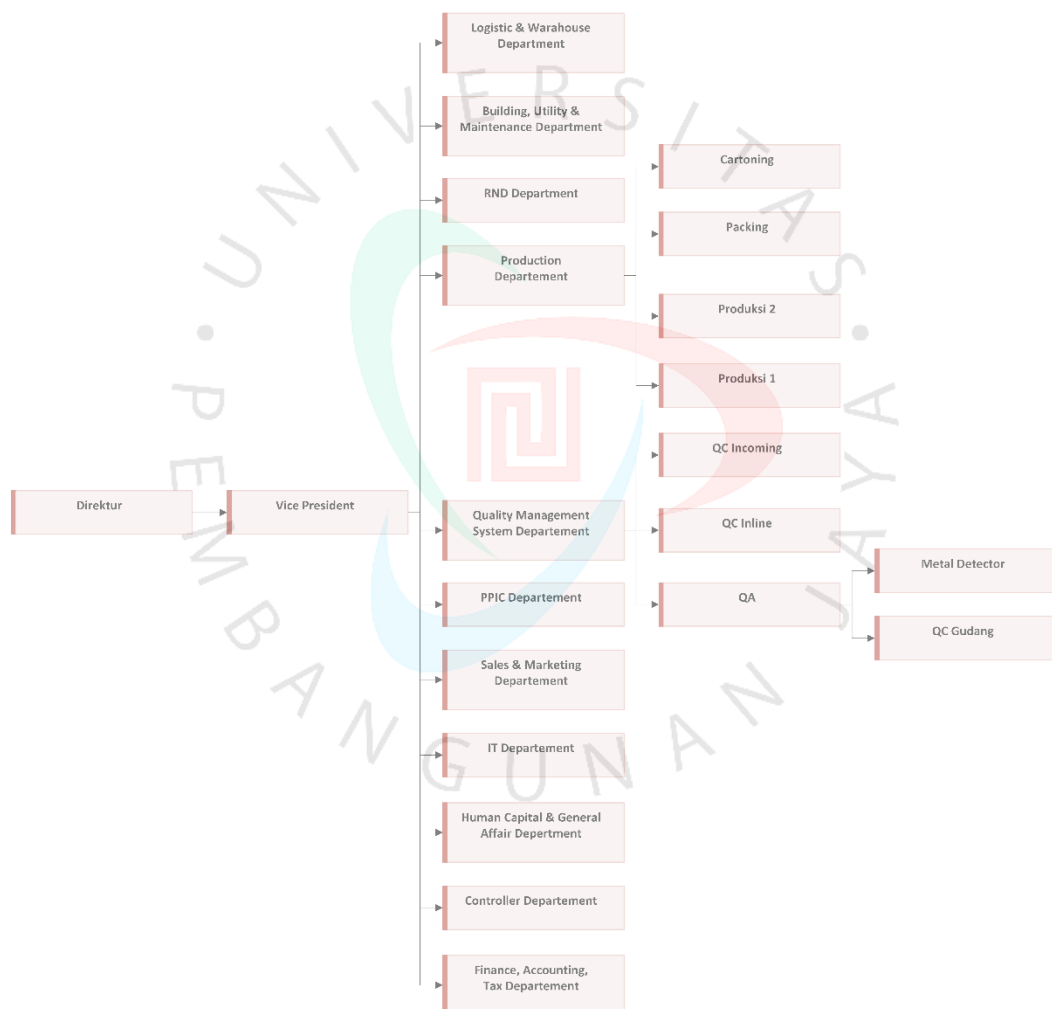 Logistic & Warahouse
Department
Building, Utility &
Maintenance Department
RND Department
Production
Departement
Cartoning
Packing
Produksi 2
Produksi 1
QC Incoming
Direktur
Vice President
Quality Management
System Departement
QC Inline
PPIC Departement
QA
Metal Detector
QC Gudang
Sales & Marketing
Departement
IT Departement
Human Capital & General
Affair Depertment
Controller Departement
Finance, Accounting,
Tax Departement
• UNIVERSITAS •
PEMBANGUNAN JAYA